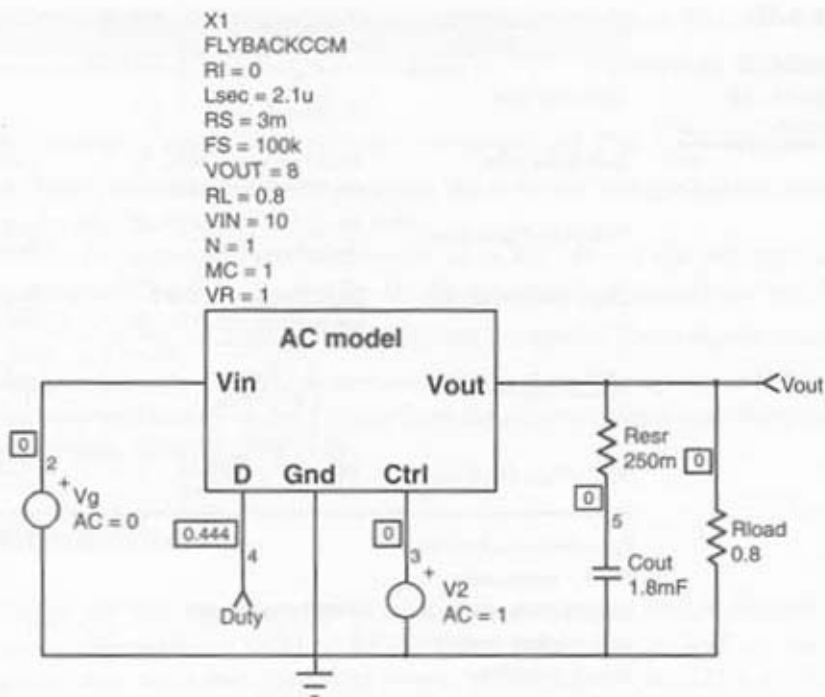 X1
FLYBACKCCM
RI = 0
Lsec = 2.1u
RS = 3m
FS = 100k
VOUT = 8
RL = 0.8
VIN = 10
N = 1
MC = 1
VR = 1
AC model
Vin
Vout
Vout
D
Gnd
Ctrl
0
2
Vg
AC = 0
0.444
4
Duty
0
3
V2
AC = 1
Resr
250m
0
0
5
Cout
1.8mF
Rload
0.8
+
+